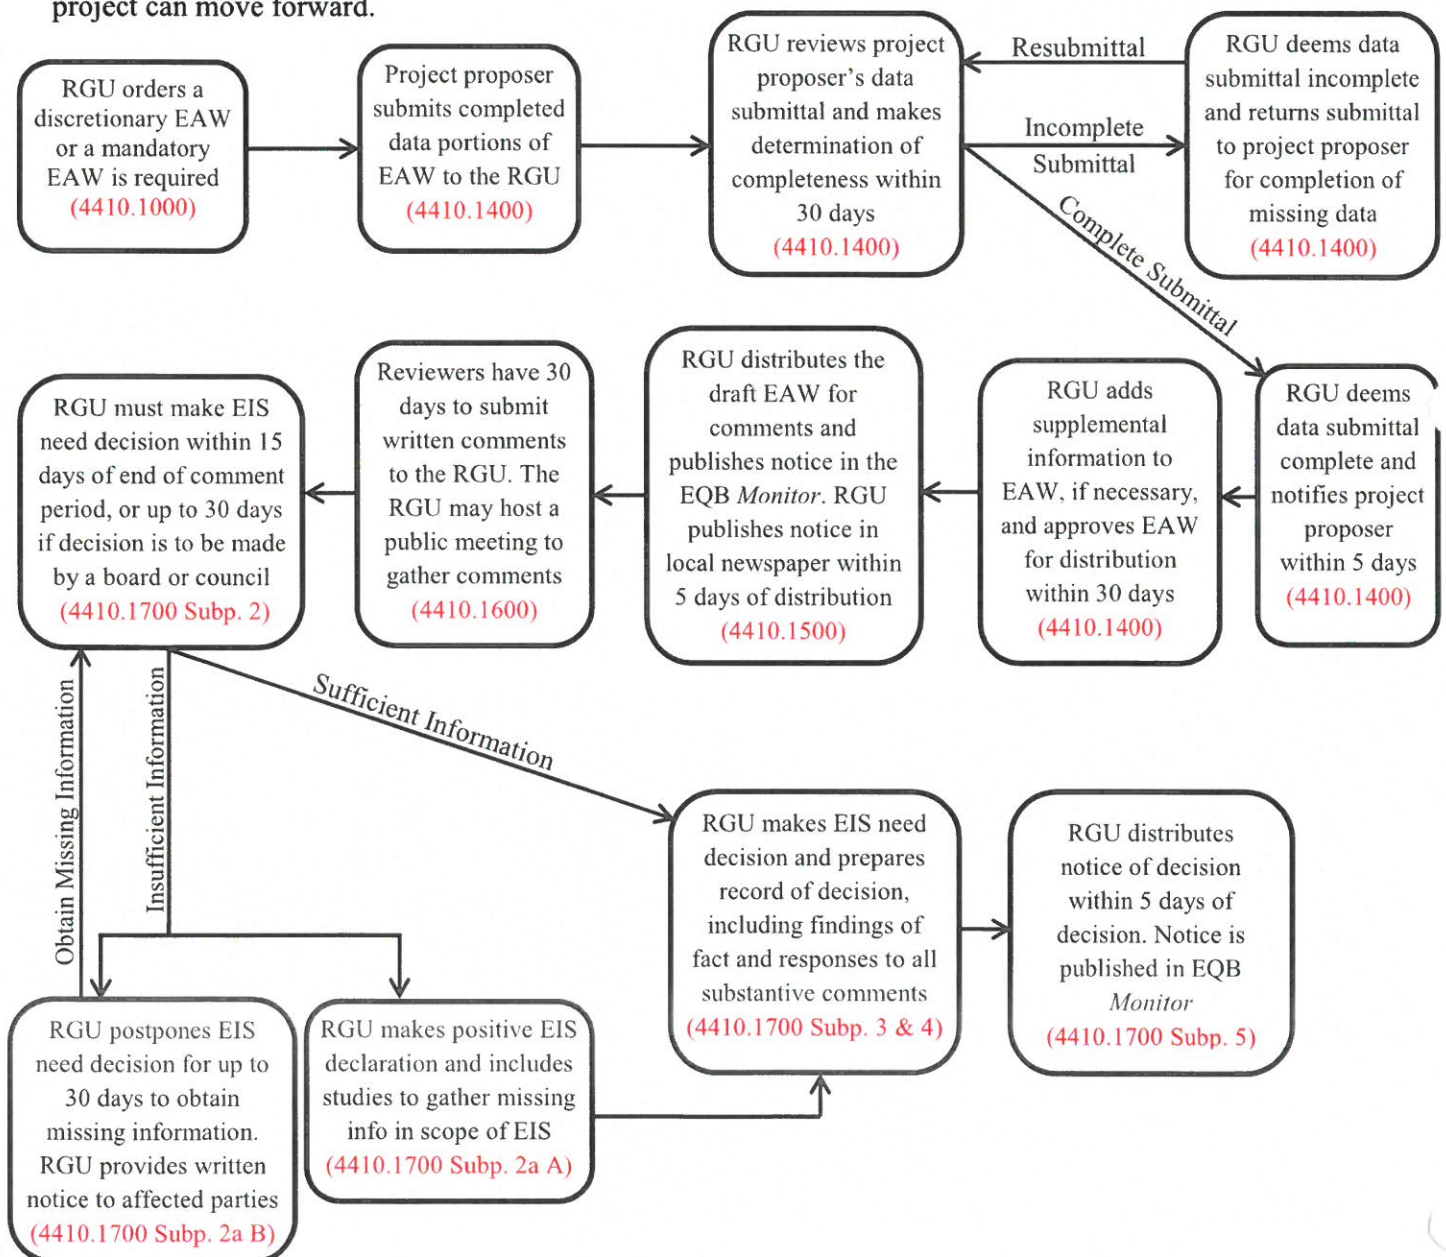 project can move forward.
RGU orders a
discretionary EAW
or a mandatory
EAW is required
(4410.1000)
Project proposer
submits completed
data portions of
EAW to the RGU
(4410.1400)
RGU reviews project
proposer's data
submittal and makes
determination of
completeness within
30 days
(4410.1400)
Resubmittal
Incomplete
Submittal
Complete Submittal
RGU deems data
submittal incomplete
and returns submittal
to project proposer
for completion of
missing data
(4410.1400)
RGU deems
data submittal
complete and
notifies project
proposer
within 5 days
(4410.1400)
RGU adds
supplemental
information to
EAW, if necessary,
and approves EAW
for distribution
within 30 days
(4410.1400)
RGU distributes the
draft EAW for
comments and
publishes notice in the
EQB Monitor. RGU
publishes notice in
local newspaper within
5 days of distribution
(4410.1500)
Reviewers have 30
days to submit
written comments
to the RGU. The
RGU may host a
public meeting to
gather comments
(4410.1600)
RGU must make EIS
need decision within 15
days of end of comment
period, or up to 30 days
if decision is to be made
by a board or council
(4410.1700 Subp. 2)
Obtain Missing Information
Insufficient Information
Sufficient Information
RGU postpones EIS
need decision for up to
30 days to obtain
missing information.
RGU provides written
notice to affected parties
(4410.1700 Subp. 2a B)
RGU makes positive EIS
declaration and includes
studies to gather missing
info in scope of EIS
(4410.1700 Subp. 2a A)
RGU makes EIS need
decision and prepares
record of decision,
including findings of
fact and responses to all
substantive comments
(4410.1700 Subp. 3 & 4)
RGU distributes
notice of decision
within 5 days of
decision. Notice is
published in EQB
Monitor
(4410.1700 Subp. 5)